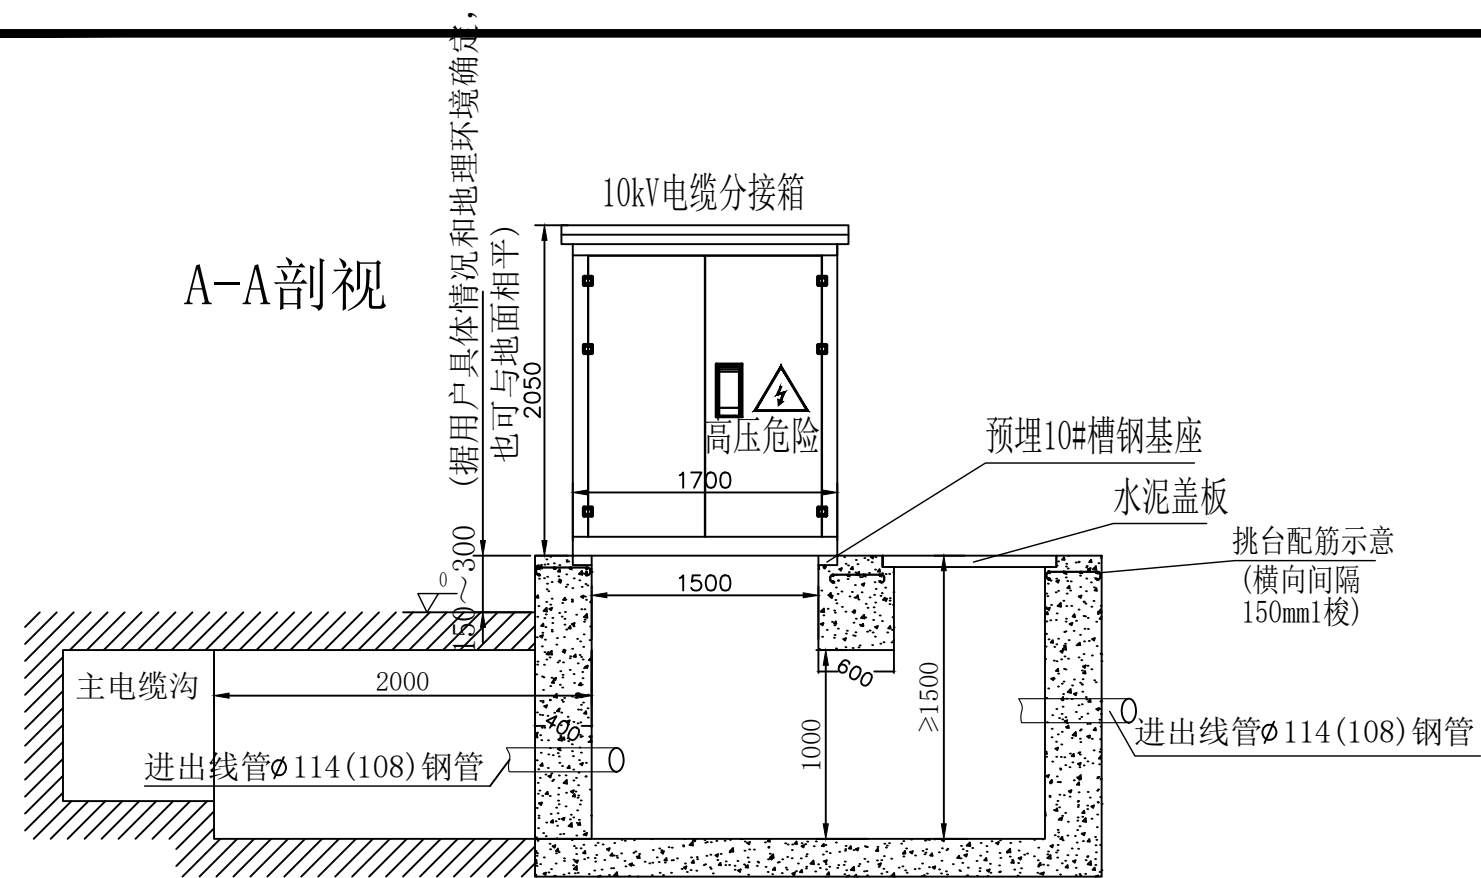 10kV电缆分接箱
A-A剖视
150~300 (据用户具体情况和地理环境确定,
也可与地面相平)
2050
高压危险
1700
预埋10#槽钢基座
水泥盖板
挑台配筋示意
(横向间隔
150mm1梭)
0
1500
主电缆沟
2000
600
≥1500
400
1000
进出线管ø114(108)钢管
进出线管ø114(108)钢管